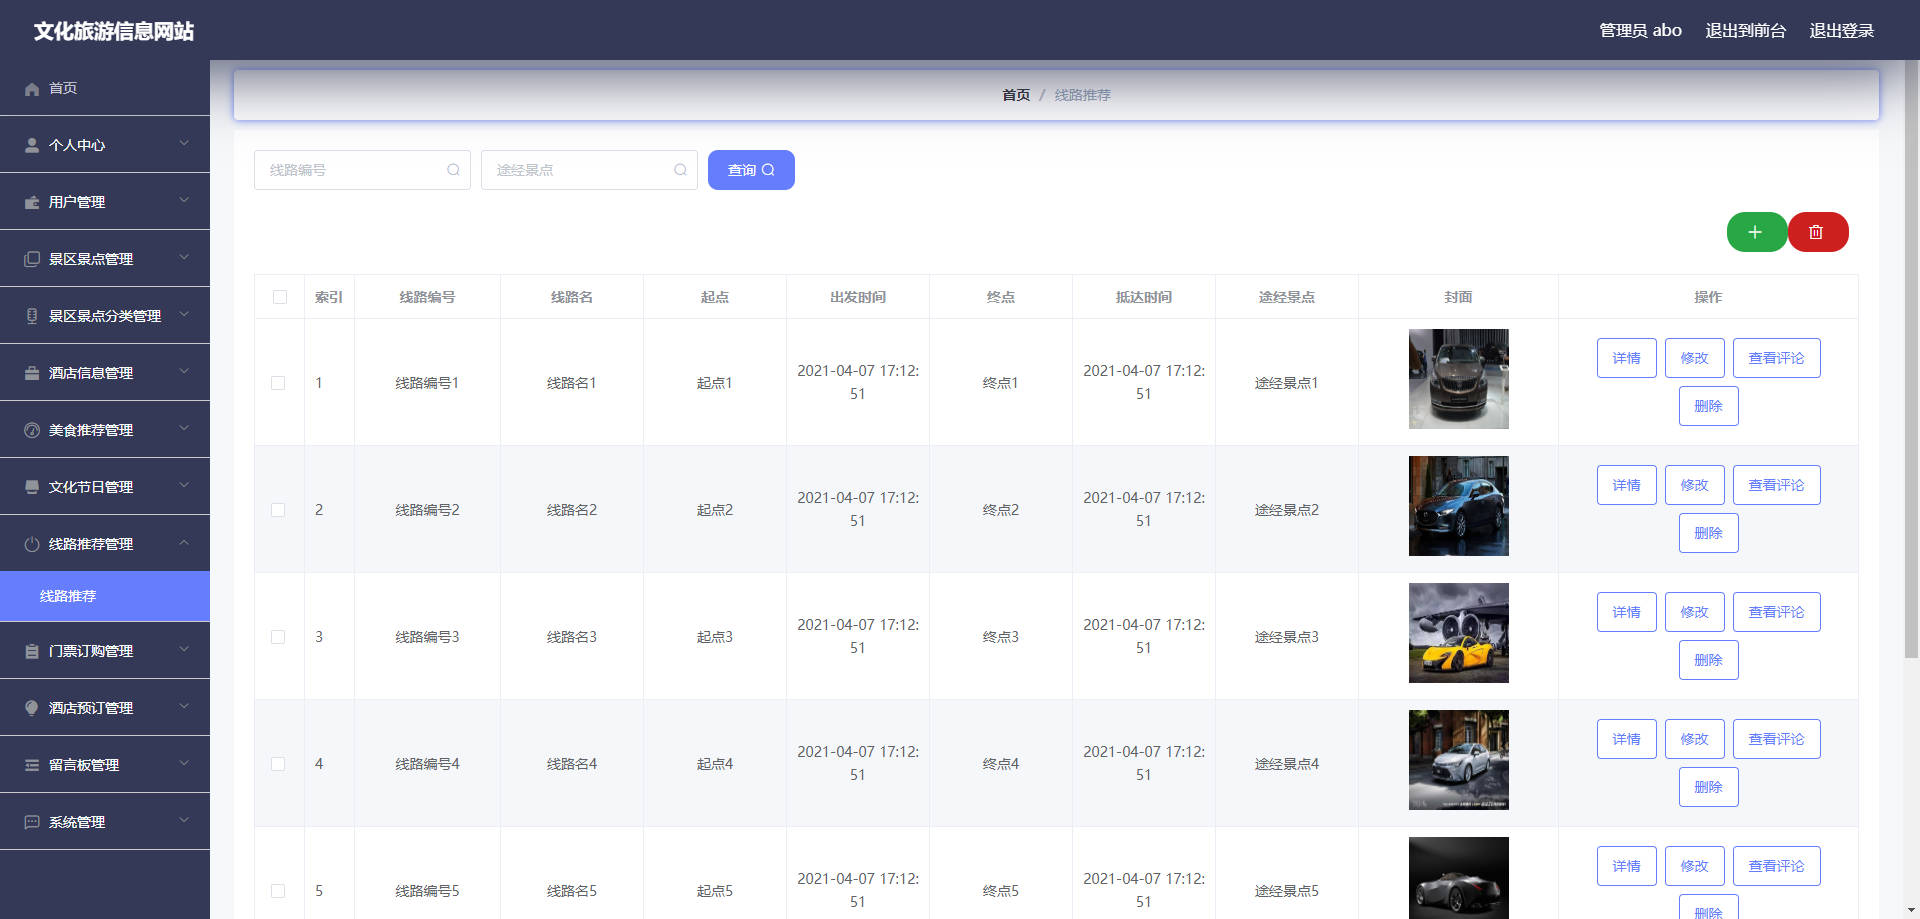 文化旅游信息网站
管理员 abo 退出到前台 退出登录
首页
个人中心
用户管理
景区景点管理
景区景点分类管理
酒店信息管理
美食推荐管理
文化节日管理
线路推荐管理
线路推荐
门票订购管理
酒店预订管理
留言板管理
系统管理
首页 / 线路推荐
线路编号 途经景点 查询
索引 线路编号 线路名 起点 出发时间 终点 抵达时间 途经景点 封面 操作
1 线路编号1 线路名1 起点1 2021-04-07 17:12:51 终点1 2021-04-07 17:12:51 途经景点1 详情 修改 查看评论
删除
2 线路编号2 线路名2 起点2 2021-04-07 17:12:51 终点2 2021-04-07 17:12:51 途经景点2 详情 修改 查看评论
删除
3 线路编号3 线路名3 起点3 2021-04-07 17:12:51 终点3 2021-04-07 17:12:51 途经景点3 详情 修改 查看评论
删除
4 线路编号4 线路名4 起点4 2021-04-07 17:12:51 终点4 2021-04-07 17:12:51 途经景点4 详情 修改 查看评论
删除
5 线路编号5 线路名5 起点5 2021-04-07 17:12:51 终点5 2021-04-07 17:12:51 途经景点5 详情 修改 查看评论
删除